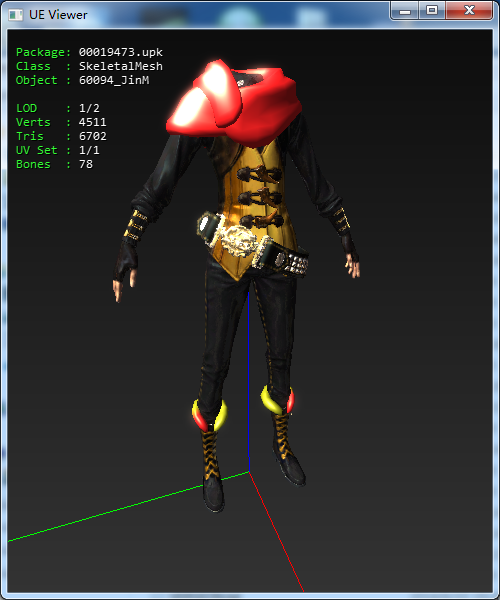 UE Viewer
Package: 00019473.upk
Class : SkeletalMesh
Object : 60094_JinM
LOD : 1/2
Verts : 4511
Tris : 6702
UV Set : 1/1
Bones : 78